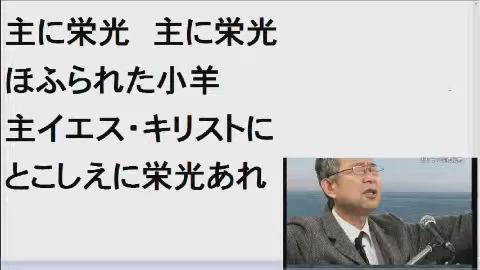 主に栄光　主に栄光
ほふられた小羊
主イエス・キリストに
とこしえに栄光あれ